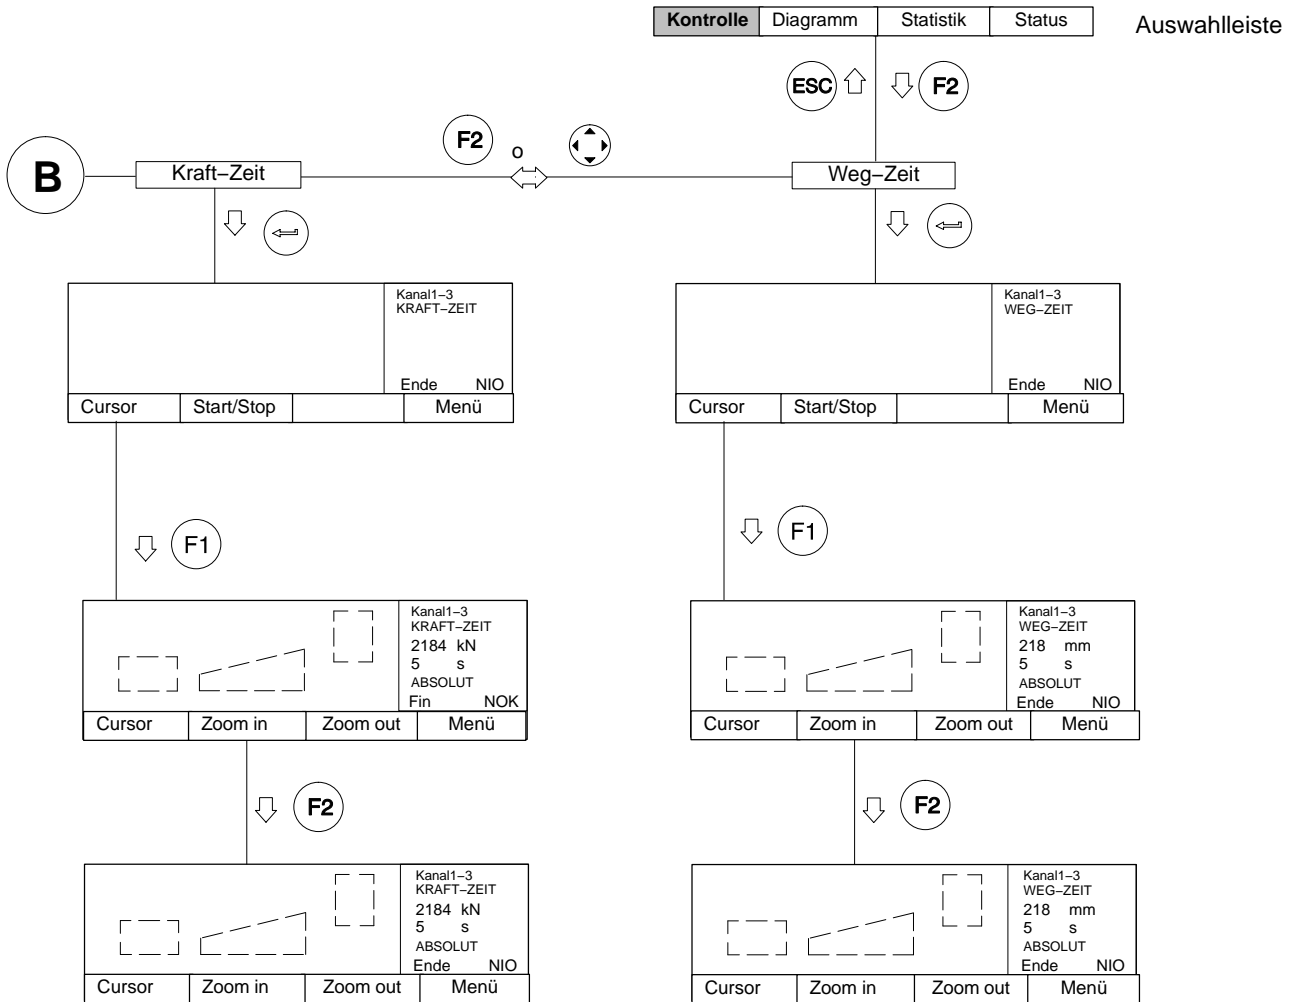 Kontrolle Diagramm Statistik Status Auswahlleiste
ESC F2
F2 o
B Kraft–Zeit Weg–Zeit
Kanal1–3
KRAFT–ZEIT
Ende NIO
Cursor Start/Stop Menü
Kanal1–3
WEG–ZEIT
Ende NIO
Cursor Start/Stop Menü
F1
F1
Kanal1–3
KRAFT–ZEIT
2184 kN
5 s
ABSOLUT
Fin NOK
Cursor Zoom in Zoom out Menü
Kanal1–3
WEG–ZEIT
218 mm
5 s
ABSOLUT
Ende NIO
Cursor Zoom in Zoom out Menü
F2
F2
Kanal1–3
KRAFT–ZEIT
2184 kN
5 s
ABSOLUT
Ende NIO
Cursor Zoom in Zoom out Menü
Kanal1–3
WEG–ZEIT
218 mm
5 s
ABSOLUT
Ende NIO
Cursor Zoom in Zoom out Menü